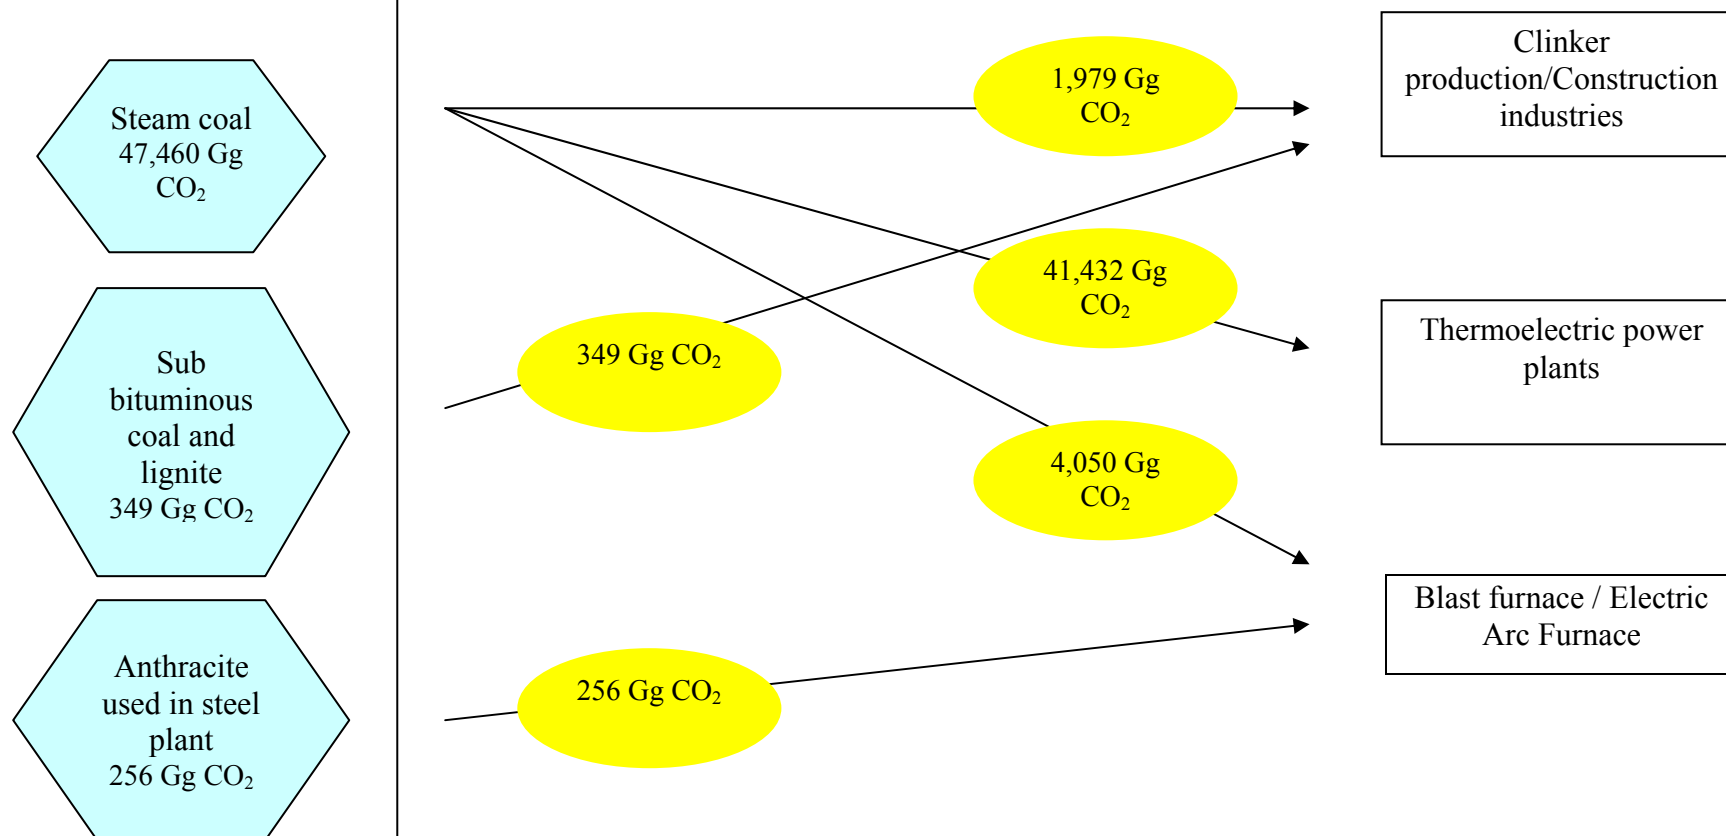 Steam coal
47,460 Gg
CO₂
Sub
bituminous
coal and
lignite
349 Gg CO₂
Anthracite
used in steel
plant
256 Gg CO₂
1,979 Gg
CO₂
41,432 Gg
CO₂
349 Gg CO₂
4,050 Gg
CO₂
256 Gg CO₂
Clinker
production/Construction
industries
Thermoelectric power
plants
Blast furnace / Electric
Arc Furnace